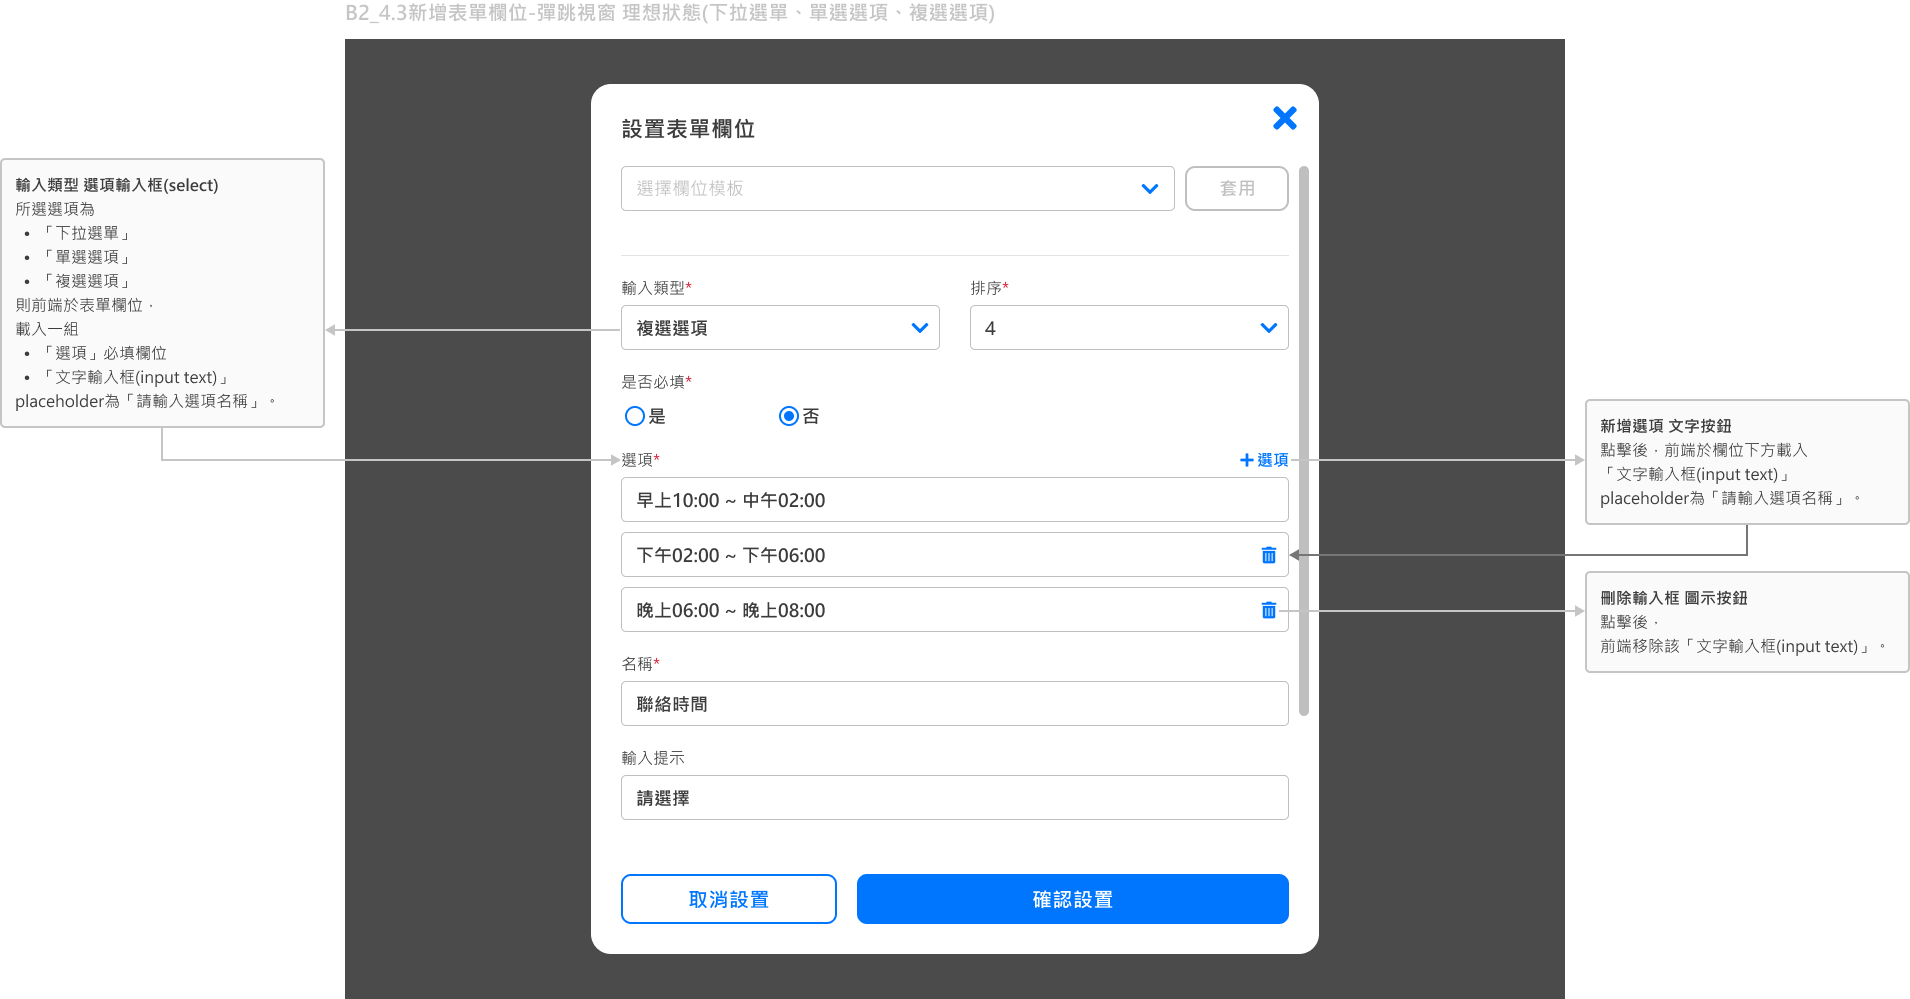 B2_4.3新增表單欄位-彈跳視窗 理想狀態(下拉選單、單選選項、複選選項)
設置表單欄位
選擇欄位模板
套用
輸入類型*
排序*
複選選項
4
是否必填*
是
否
選項*
選項
早上10:00 ~ 中午02:00
下午02:00 ~ 下午06:00
晚上06:00 ~ 晚上08:00
名稱*
聯絡時間
輸入提示
請選擇
取消設置
確認設置
輸入類型 選項輸入框(select)
所選選項為
• 「下拉選單」
• 「單選選項」
• 「複選選項」
則前端於表單欄位，
載入一組
• 「選項」必填欄位
• 「文字輸入框(input text)」
placeholder為「請輸入選項名稱」。
新增選項 文字按鈕
點擊後，前端於欄位下方載入
「文字輸入框(input text)」
placeholder為「請輸入選項名稱」。
刪除輸入框 圖示按鈕
點擊後，
前端移除該「文字輸入框(input text)」。